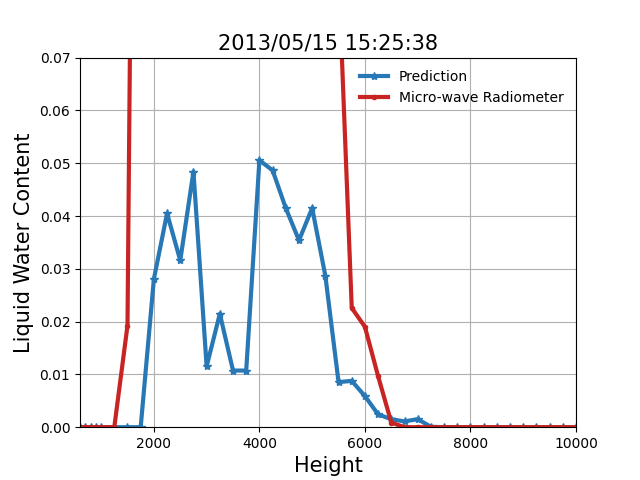 2013/05/15 15:25:38
0.07
0.06
0.05
0.04
0.03
0.02
0.01
0.00
Liquid Water Content
Prediction
Micro-wave Radiometer
2000 4000 6000 8000 10000
Height